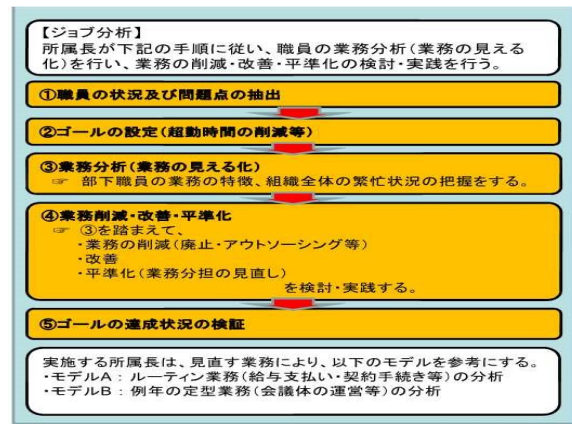 【ジョブ分析】
所属長が下記の手順に従い、職員の業務分析(業務の見える
化)を行い、業務の削減・改善・平準化の検討・実践を行う。
①職員の状況及び問題点の抽出
②ゴールの設定(超勤時間の削減等)
③業務分析(業務の見える化)
☞ 部下職員の業務の特徴、組織全体の繁忙状況の把握をする。
④業務削減・改善・平準化
☞ ③を踏まえて、
・業務の削減(廃止・アウトソーシング等)
・改善
・平準化(業務分担の見直し)
を検討・実践する。
⑤ゴールの達成状況の検証
実施する所属長は、見直す業務により、以下のモデルを参考にする。
・モデルA： ルーティン業務(給与支払い・契約手続き等)の分析
・モデルB： 例年の定型業務(会議体の運営等)の分析